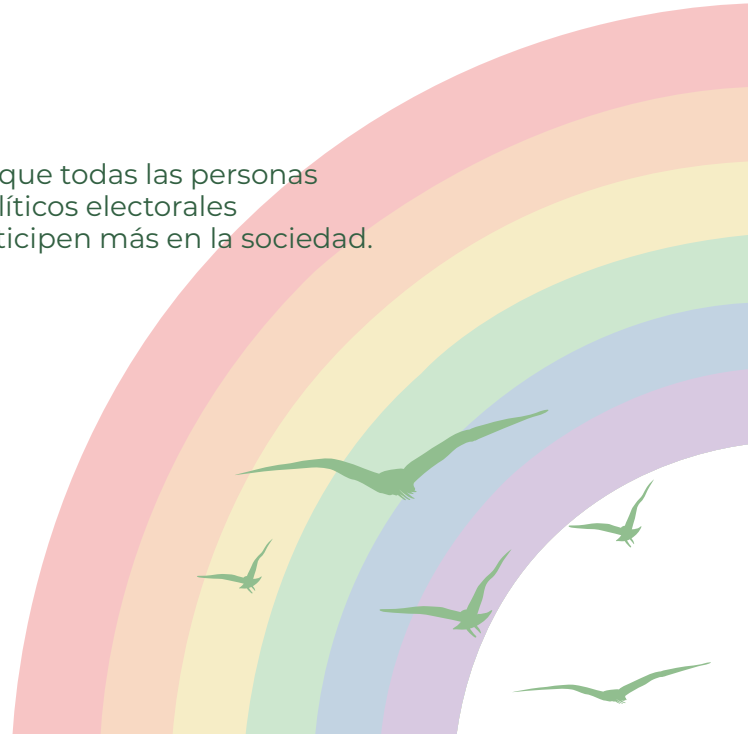 que todas las personas
líticos electorales
ticipen más en la sociedad.